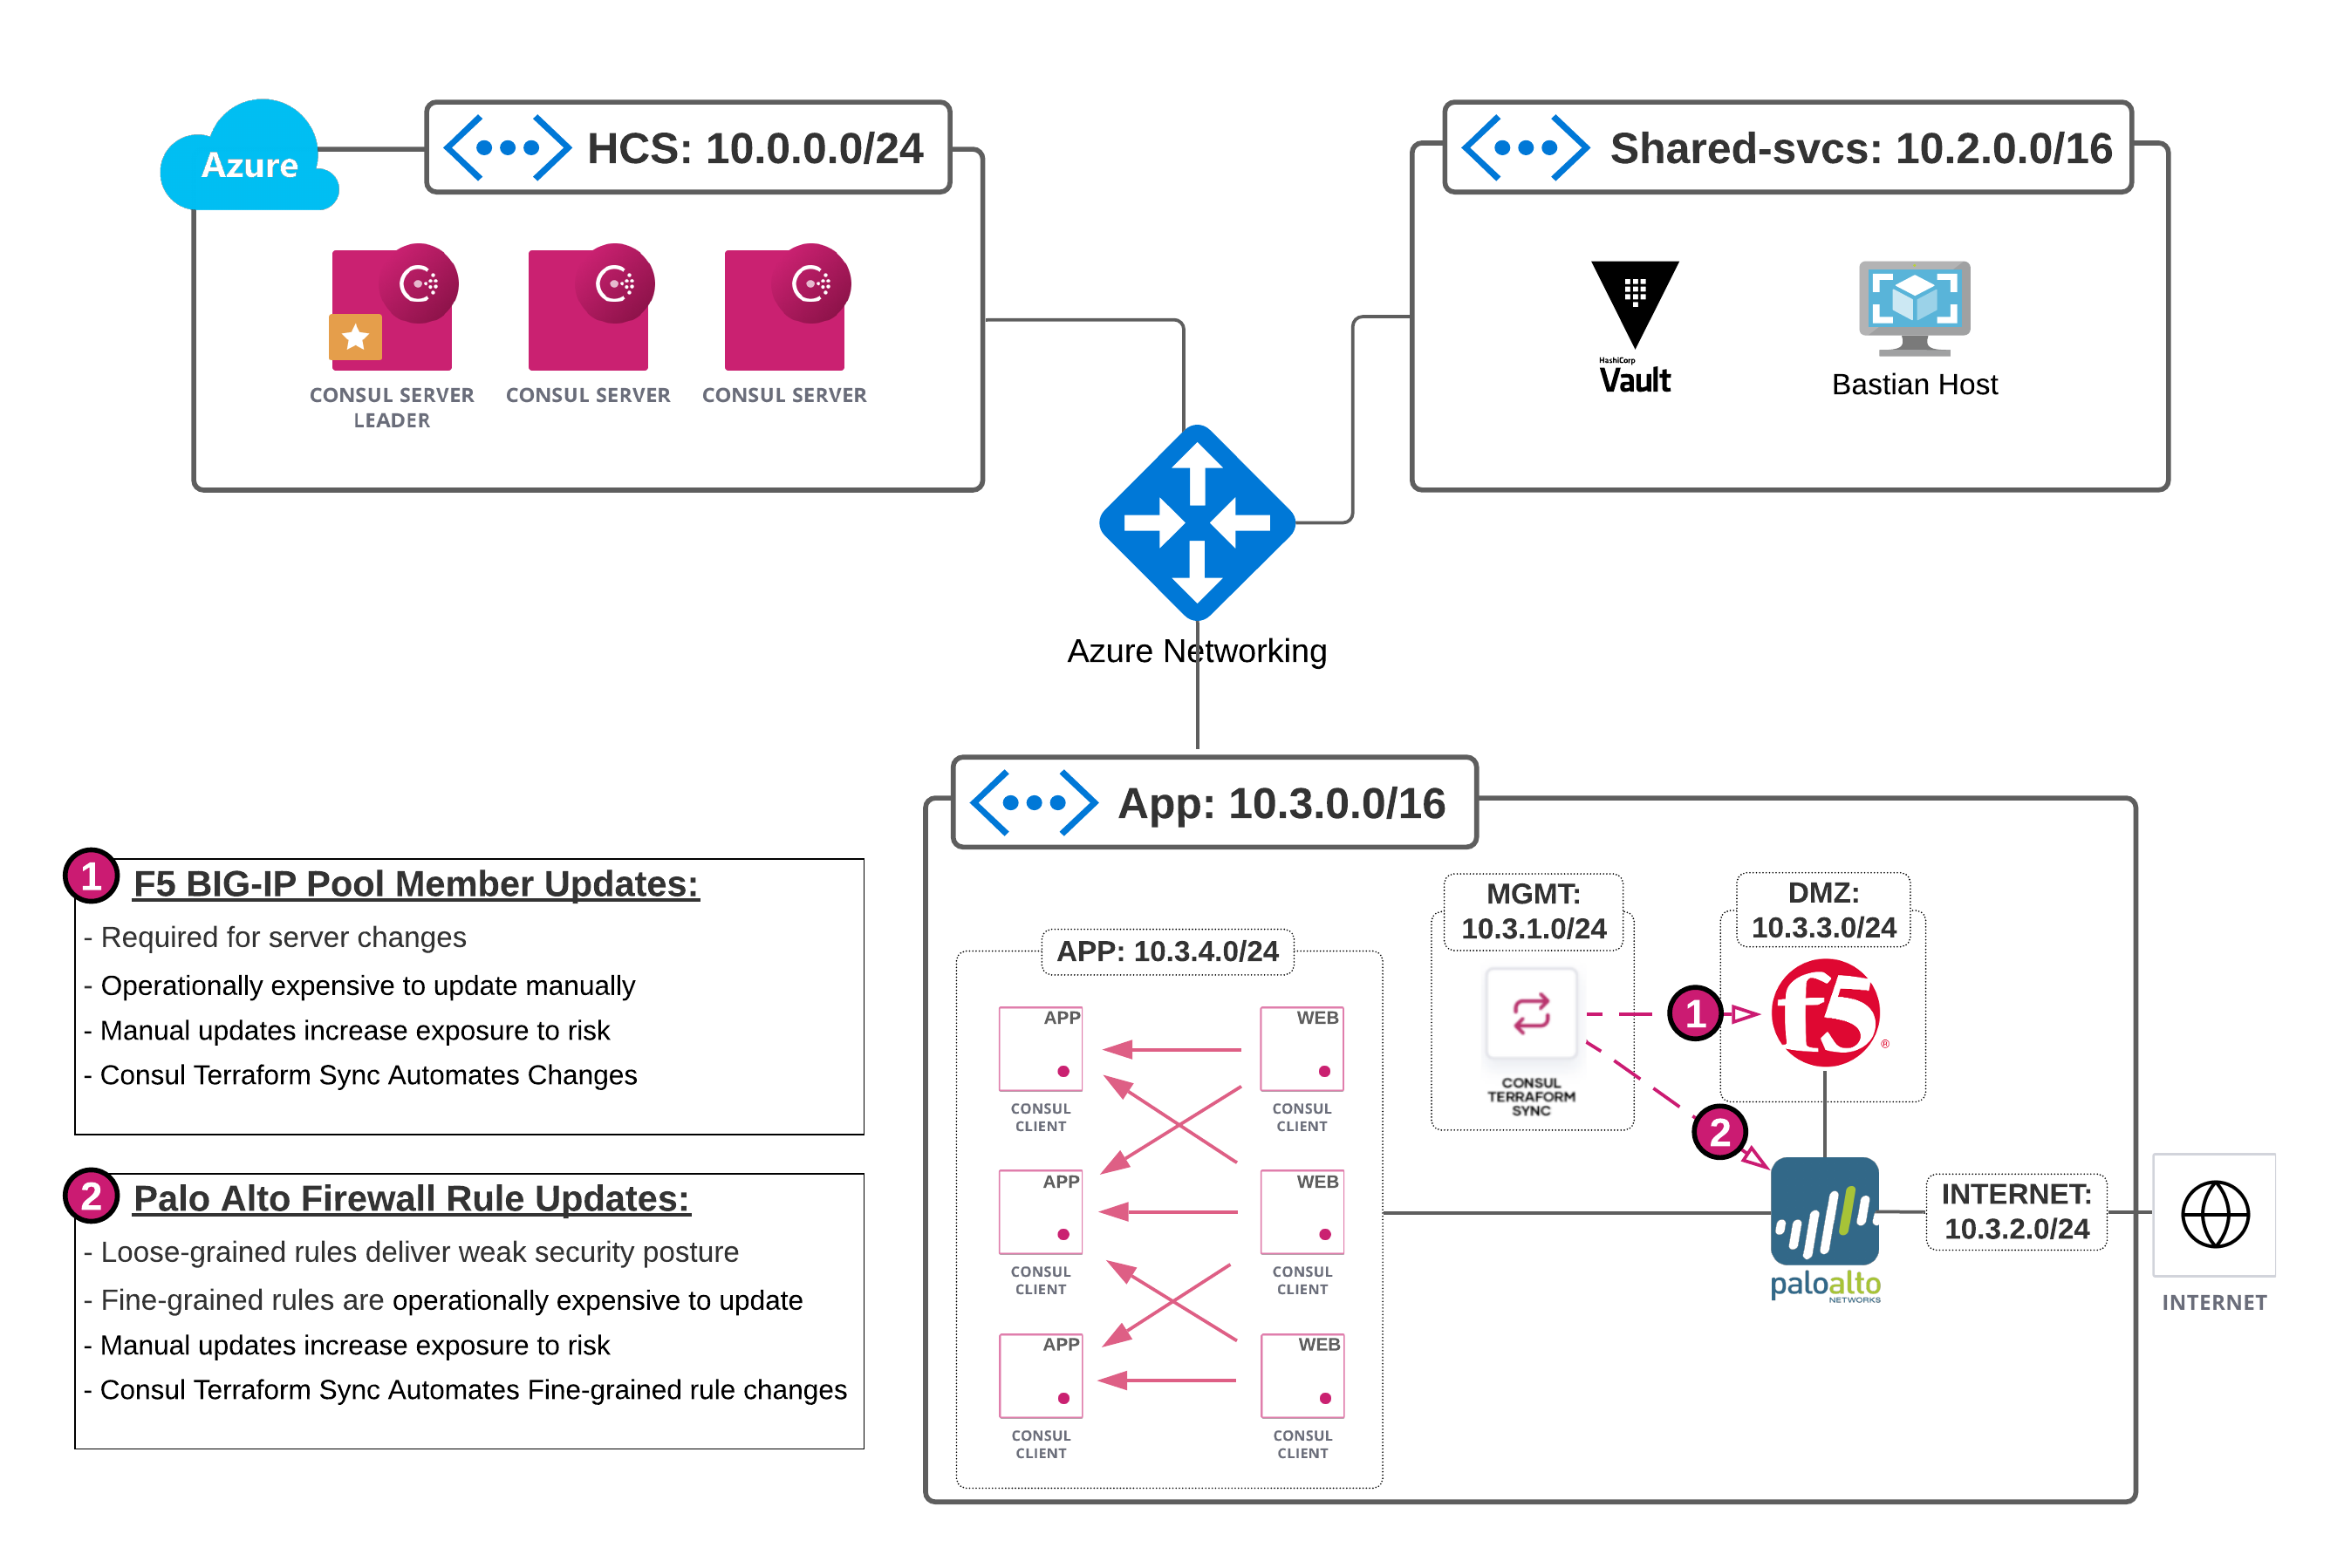 Azure
HCS: 10.0.0.0/24
CONSUL SERVER
LEADER
CONSUL SERVER
CONSUL SERVER
Shared-svcs: 10.2.0.0/16
HashiCorp
Vault
Bastian Host
Azure Networking
App: 10.3.0.0/16
1
F5 BIG-IP Pool Member Updates:
- Required for server changes
- Operationally expensive to update manually
- Manual updates increase exposure to risk
- Consul Terraform Sync Automates Changes
2
Palo Alto Firewall Rule Updates:
- Loose-grained rules deliver weak security posture
- Fine-grained rules are operationally expensive to update
- Manual updates increase exposure to risk
- Consul Terraform Sync Automates Fine-grained rule changes
APP: 10.3.4.0/24
APP
CONSUL
CLIENT
WEB
CONSUL
CLIENT
APP
CONSUL
CLIENT
WEB
CONSUL
CLIENT
APP
CONSUL
CLIENT
WEB
CONSUL
CLIENT
MGMT:
10.3.1.0/24
CONSUL
TERRAFORM
SYNC
1
2
DMZ:
10.3.3.0/24
f5
®
paloalto
NETWORKS
INTERNET:
10.3.2.0/24
INTERNET